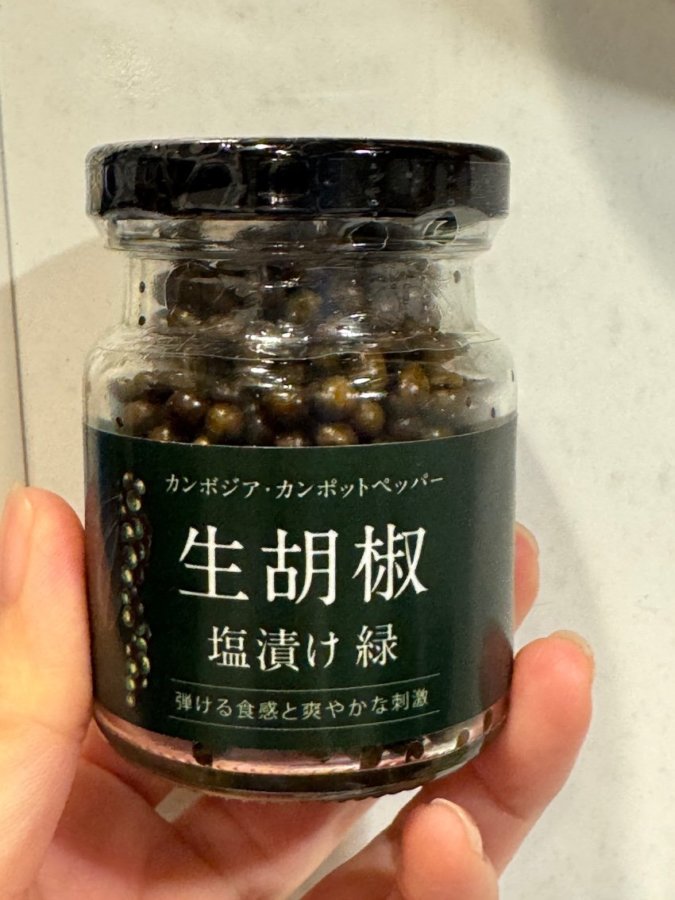 カンボジア・カンポットペッパー
生胡椒
塩漬け 緑
弾ける食感と爽やかな刺激